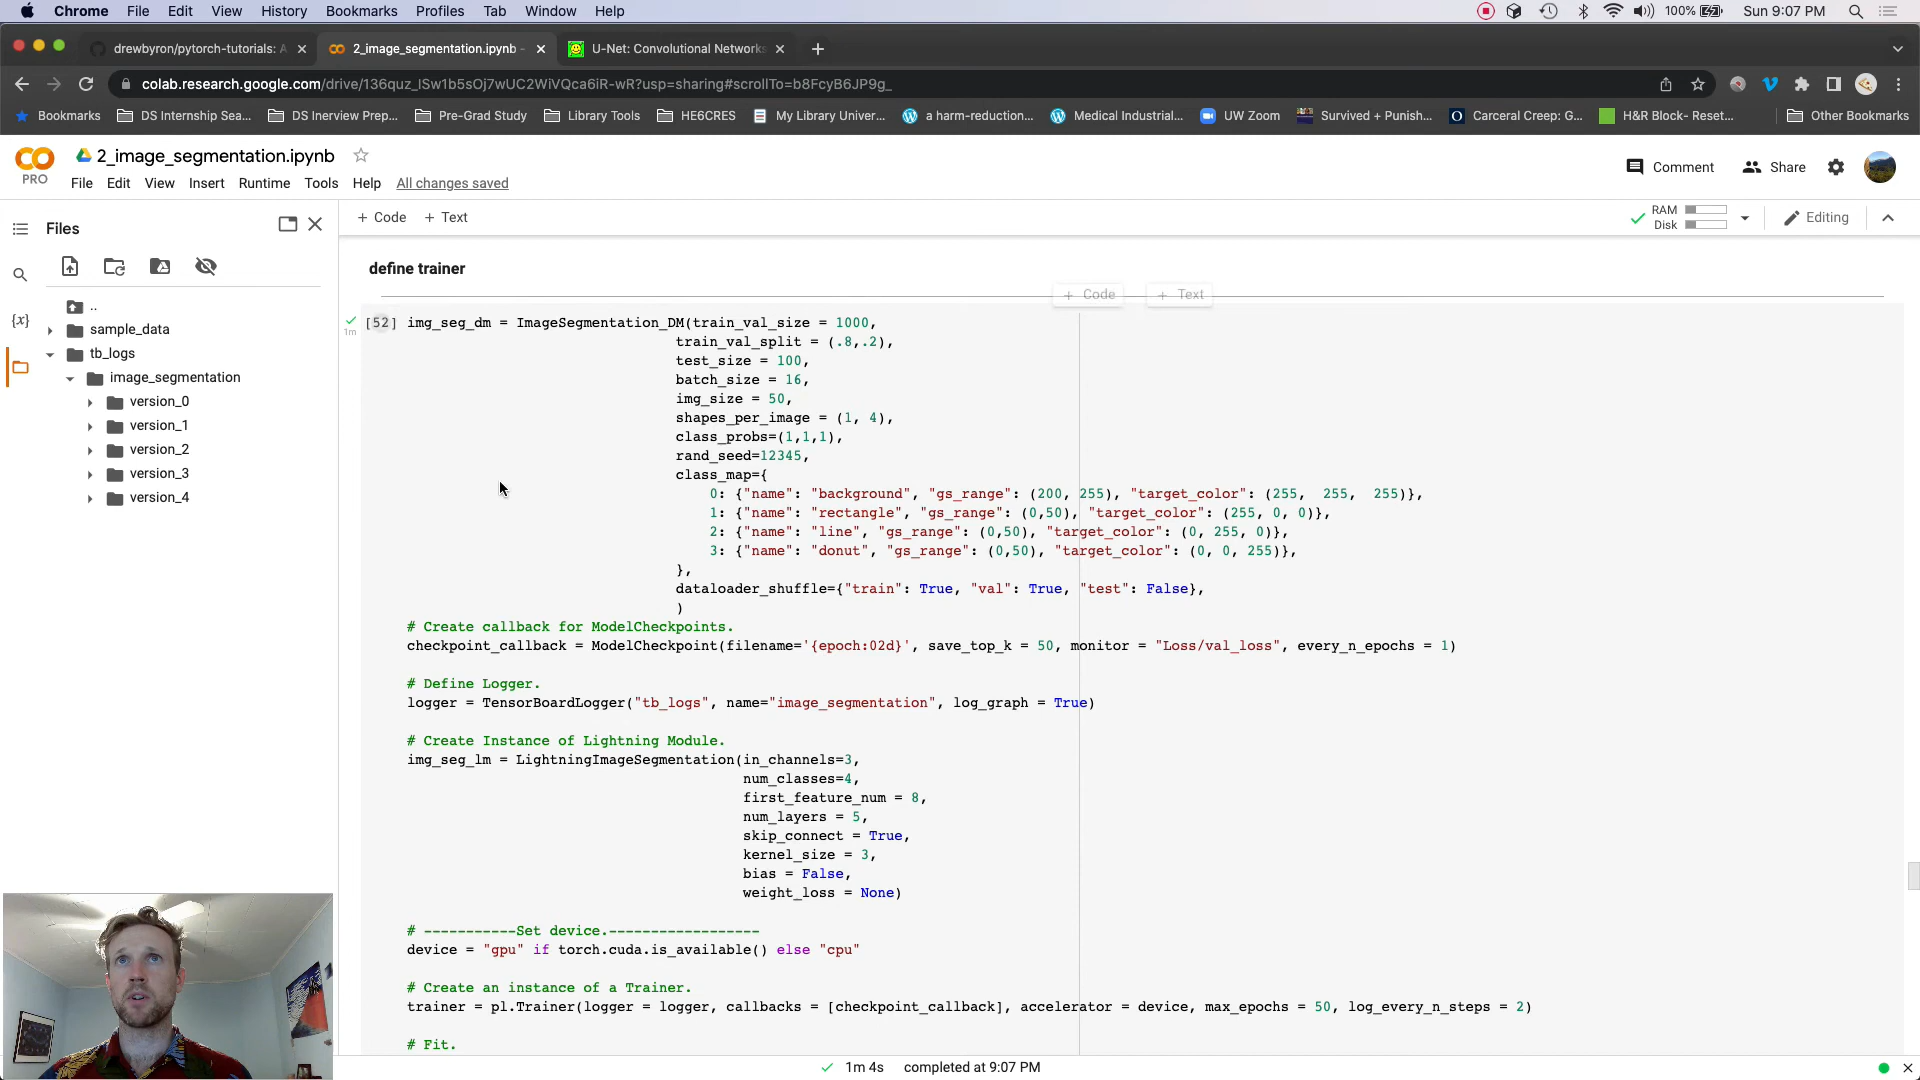 Chrome File Edit View History Bookmarks Profiles Tab Window Help 100% Sun 9:07 PM
drewbyron/pytorch-tutorials: A 2_image_segmentation.ipynb - U-Net: Convolutional Networks
colab.research.google.com/drive/136quz_lSw1b5sOj7wUC2WiVQca6iR-wR?usp=sharing#scrollTo=b8FcyB6JP9g_
Bookmarks DS Internship Sea... DS Inerview Prep... Pre-Grad Study Library Tools HE6CRES My Library Univer... a harm-reduction... Medical Industrial... UW Zoom Survived + Punish... Carceral Creep: G... H&R Block- Reset... Other Bookmarks
2_image_segmentation.ipynb
PRO
Comment Share
File Edit View Insert Runtime Tools Help All changes saved
Files
+ Code + Text
RAM
Disk
Editing
define trainer
+ Code + Text
..
sample_data
tb_logs
image_segmentation
version_0
version_1
version_2
version_3
version_4
{x}
1m
[52] img_seg_dm = ImageSegmentation_DM(train_val_size = 1000,
train_val_split = (.8,.2),
test_size = 100,
batch_size = 16,
img_size = 50,
shapes_per_image = (1, 4),
class_probs=(1,1,1),
rand_seed=12345,
class_map={
0: {"name": "background", "gs_range": (200, 255), "target_color": (255, 255, 255)},
1: {"name": "rectangle", "gs_range": (0,50), "target_color": (255, 0, 0)},
2: {"name": "line", "gs_range": (0,50), "target_color": (0, 255, 0)},
3: {"name": "donut", "gs_range": (0,50), "target_color": (0, 0, 255)},
},
dataloader_shuffle={"train": True, "val": True, "test": False},
)
# Create callback for ModelCheckpoints.
checkpoint_callback = ModelCheckpoint(filename='{epoch:02d}', save_top_k = 50, monitor = "Loss/val_loss", every_n_epochs = 1)
# Define Logger.
logger = TensorBoardLogger("tb_logs", name="image_segmentation", log_graph = True)
# Create Instance of Lightning Module.
img_seg_lm = LightningImageSegmentation(in_channels=3,
num_classes=4,
first_feature_num = 8,
num_layers = 5,
skip_connect = True,
kernel_size = 3,
bias = False,
weight_loss = None)
# -----------Set device.------------------
device = "gpu" if torch.cuda.is_available() else "cpu"
# Create an instance of a Trainer.
trainer = pl.Trainer(logger = logger, callbacks = [checkpoint_callback], accelerator = device, max_epochs = 50, log_every_n_steps = 2)
# Fit.
1m 4s completed at 9:07 PM